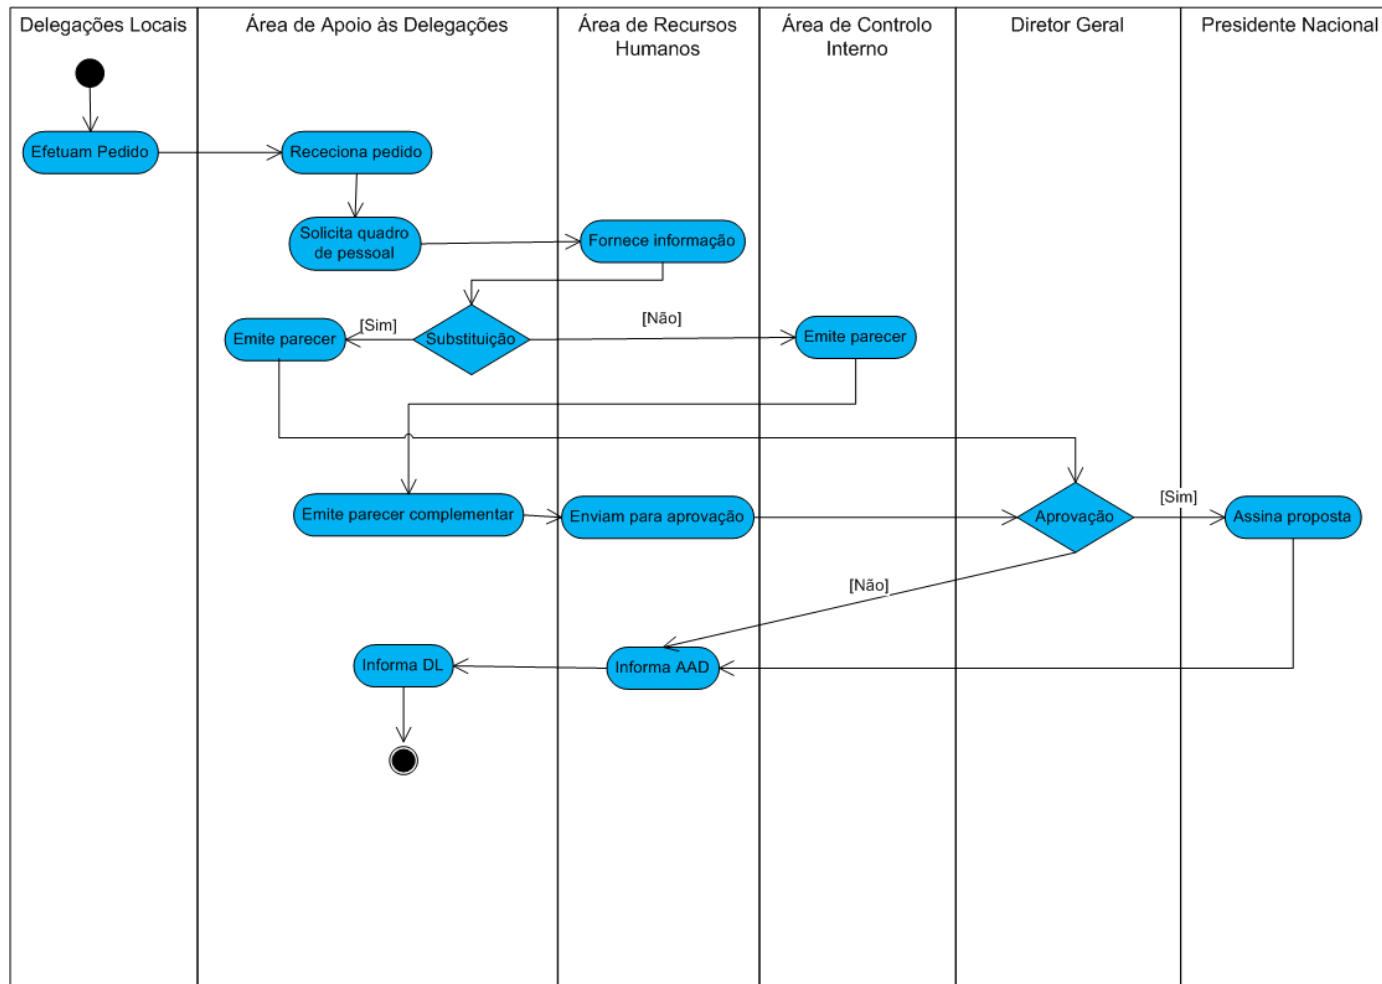 Delegações Locais
Área de Apoio às Delegações
Área de Recursos
Humanos
Área de Controlo
Interno
Diretor Geral
Presidente Nacional
Efetuam Pedido
Receciona pedido
Solicita quadro
de pessoal
Fornece informação
Emite parecer
[Sim]
Substituição
[Não]
Emite parecer
Emite parecer complementar
Enviam para aprovação
Aprovação
[Sim]
Assina proposta
[Não]
Informa DL
Informa AAD